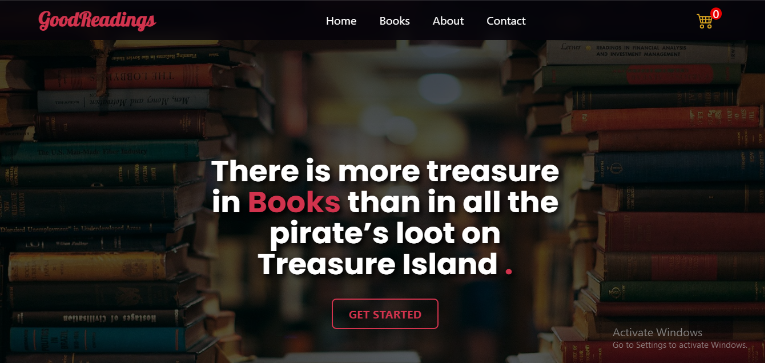 GoodReadings
Home Books About Contact
0
There is more treasure
in Books than in all the
pirate's loot on
Treasure Island .
GET STARTED
Activate Windows
Go to Settings to activate Windows.